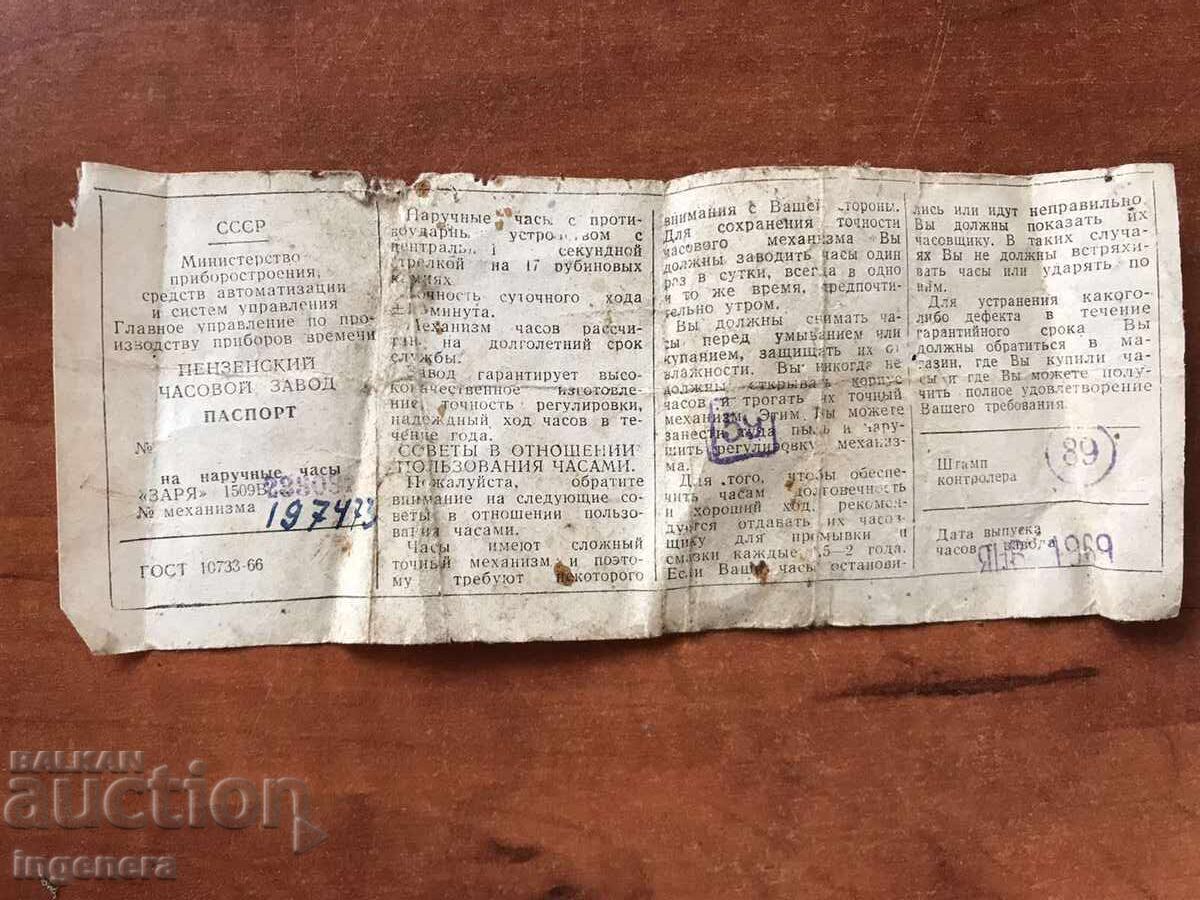 СССР
Министерство
приборостроения,
средств автоматизации
и систем управления
Главное управление по про-
изводству приборов времени
ПЕНЗЕНСКИЙ
ЧАСОВОЙ ЗАВОД
ПАСПОРТ
№
на наручные часы
«ЗАРЯ» 1509В
№ механизма 197473
ГОСТ 10733-66
Наручные часы с проти-
воударн. устройством с
централь. секундной
стрелкой на 17 рубиновых
камнях
Точность суточного хода
минута.
Механизм часов рассчи-
тан на долголетний срок
службы.
Завод гарантирует высо-
кокачественное изготовле-
ние, точность регулировки,
надежный ход часов в те-
чение года.
СОВЕТЫ В ОТНОШЕНИИ
ПОЛЬЗОВАНИЯ ЧАСАМИ.
Пожалуйста, обратите
внимание на следующие со-
веты в отношении пользо-
вания часами.
Часы имеют сложный
точный механизм и поэто-
му требуют некоторого
внимания с Вашей стороны.
Для сохранения точности
часового механизма Вы
должны заводить часы один
раз в сутки, всегда в одно
и то же время, предпочти-
тельно утром.
Вы должны снимать ча-
сы перед умыванием или
купанием, защищать их от
влажности. Вы никогда не
должны открывать корпус
часов и трогать их точный
механизм. Этим Вы можете
занести туда пыль и нару-
шить регулировку механиз-
ма.
Для того, чтобы обеспе-
чить часам долговечность
и хороший ход, рекомен-
дуется отдавать их часов-
щику для промывки и
смазки каждые 1,5—2 года.
Если Ваши часы останови-
лись или идут неправильно,
Вы должны показать их
часовщику. В таких случа-
ях Вы не должны встряхи-
вать часы или ударять по
ним.
Для устранения какого-
либо дефекта в течение
гарантийного срока Вы
должны обратиться в ма-
газин, где Вы купили ча-
сы и где Вы можете полу-
чить полное удовлетворение
Вашего требования.
Штамп
контролера
89
Дата выпуска
часов завода
ЯНВ 1969
BALKAN
auction
ingenera